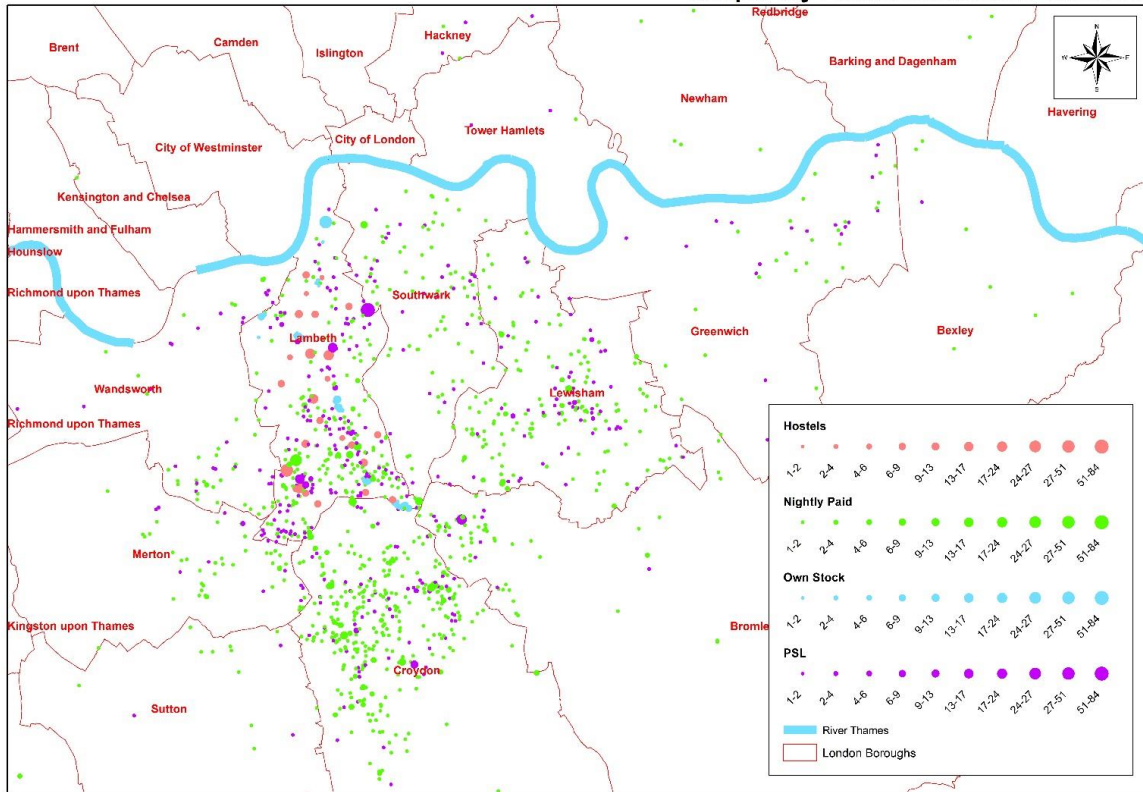 Redbridge
Hackney
Camden
Brent
Islington
Barking and Dagenham
N
W
S
Newham
Havering
Tower Hamlets
City of London
City of Westminster
Kensington and Chelsea
Hammersmith and Fulham
Hounslow
Richmond upon Thames
Southwark
Greenwich
Bexley
Lambeth
Wandsworth
Lewisham
Richmond upon Thames
Merton
Kingston upon Thames
Bromle
Croydon
Sutton
Hostels
1-2 2-4 4-6 6-9 9-13 13-17 17-24 24-27 27-51 51-84
Nightly Paid
1-2 2-4 4-6 6-9 9-13 13-17 17-24 24-27 27-51 51-84
Own Stock
1-2 2-4 4-6 6-9 9-13 13-17 17-24 24-27 27-51 51-84
PSL
1-2 2-4 4-6 6-9 9-13 13-17 17-24 24-27 27-51 51-84
River Thames
London Boroughs